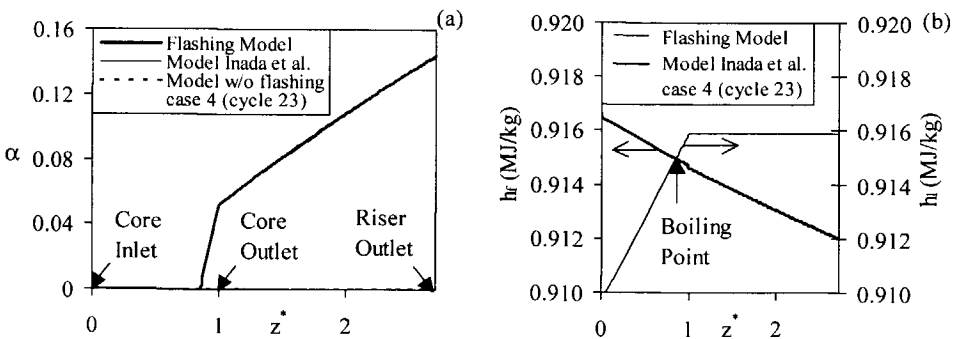 (a)
0.16
0.12
0.08
0.04
0
α
Flashing Model
Model Inada et al.
Model w/o flashing
case 4 (cycle 23)
Core
Inlet
Core
Outlet
Riser
Outlet
0
1
z*
2
(b)
0.920
0.918
0.916
0.914
0.912
0.910
hf (MJ/kg)
Flashing Model
Model Inada et al.
case 4 (cycle 23)
Boiling
Point
0.920
0.918
0.916
0.914
0.912
0.910
hl (MJ/kg)
0
1
z*
2